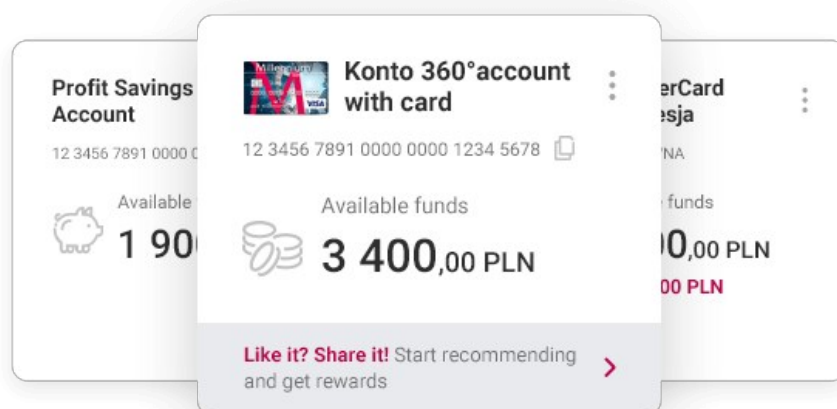 Profit Savings
Account
12 3456 7891 0000
Available
1 90
Millennium
VISA
Konto 360°account
with card
12 3456 7891 0000 0000 1234 5678
Available funds
3 400,00 PLN
Like it? Share it! Start recommending
and get rewards
erCard
esja
NA
funds
00,00 PLN
00 PLN